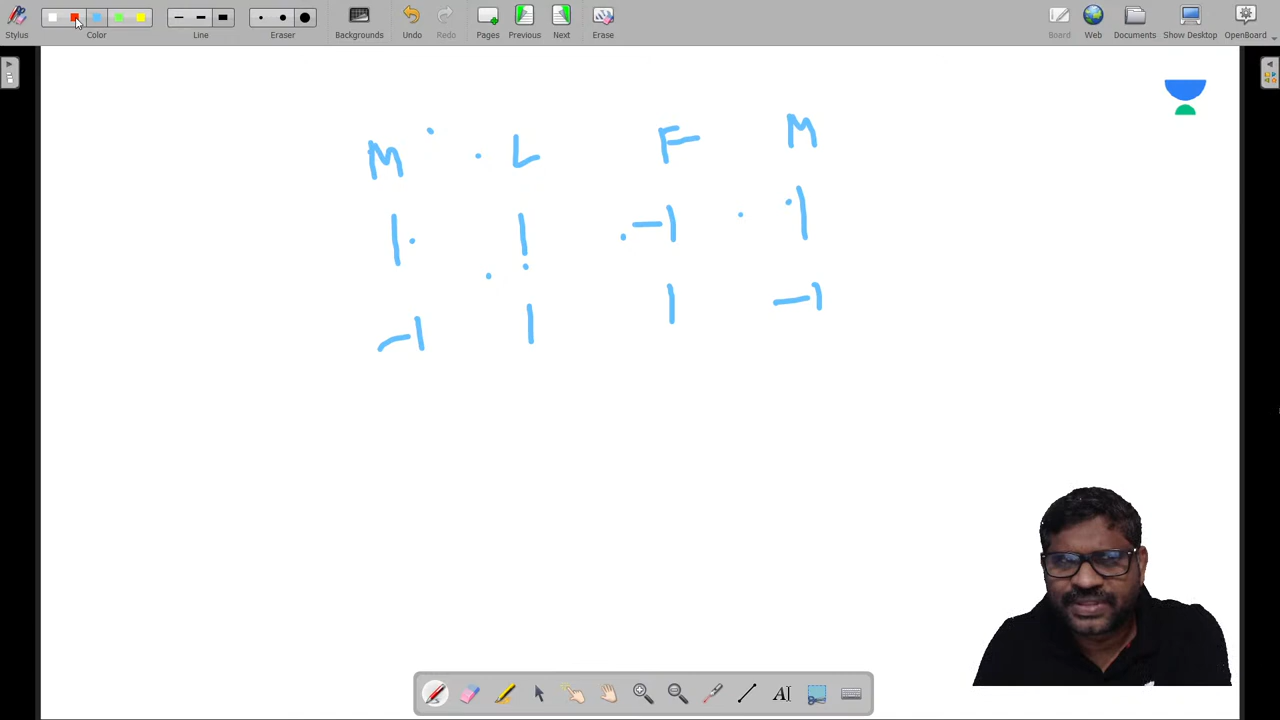 Stylus Color Line Eraser Backgrounds Undo Redo Pages Previous Next Erase Board Web Documents Show Desktop OpenBoard
M L F M
1 1 -1 1
-1 1 1 -1
AI